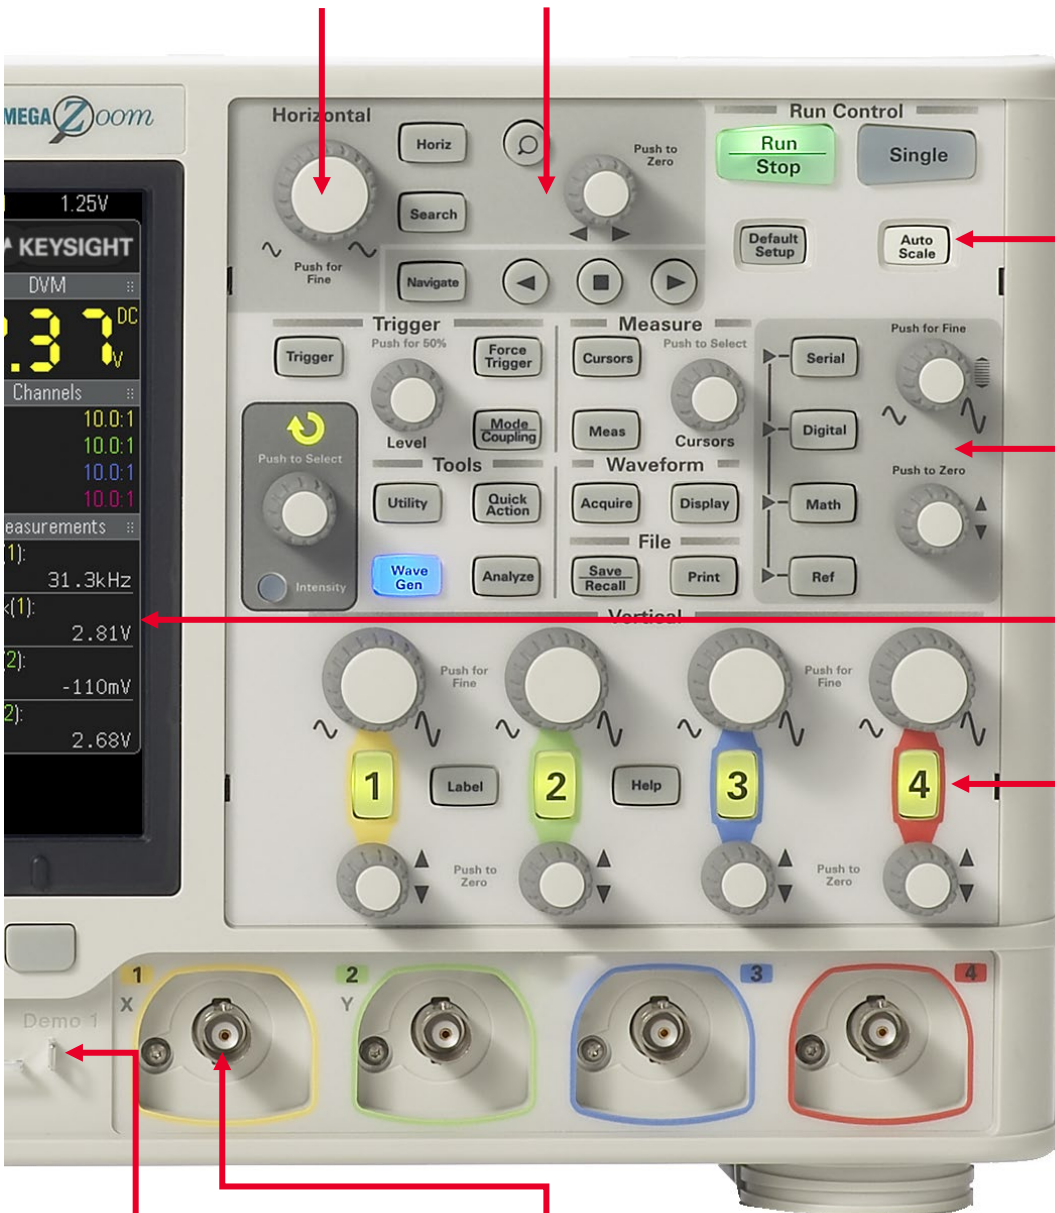 MEGA Zoom
1.25V
KEYSIGHT
DVM
.37
DC
V
Channels
10.0:1
10.0:1
10.0:1
10.0:1
easurements
(1):
31.3kHz
k(1):
2.81V
(2):
-110mV
2):
2.68V
Horizontal
Horiz
Search
Navigate
Push for
Fine
Push to
Zero
Run Control
Run
Stop
Single
Default
Setup
Auto
Scale
Trigger
Push for 50%
Trigger
Force
Trigger
Level
Mode
Coupling
Measure
Push to Select
Cursors
Meas
Cursors
Push for Fine
Serial
Digital
Push to Zero
Math
Ref
Push to Select
Intensity
Tools
Utility
Quick
Action
Wave
Gen
Analyze
Waveform
Acquire
Display
File
Save
Recall
Print
Vertical
Push for
Fine
Push for
Fine
1
Label
2
Help
3
4
Push to
Zero
Push to
Zero
1
X
2
Y
3
4
Demo 1